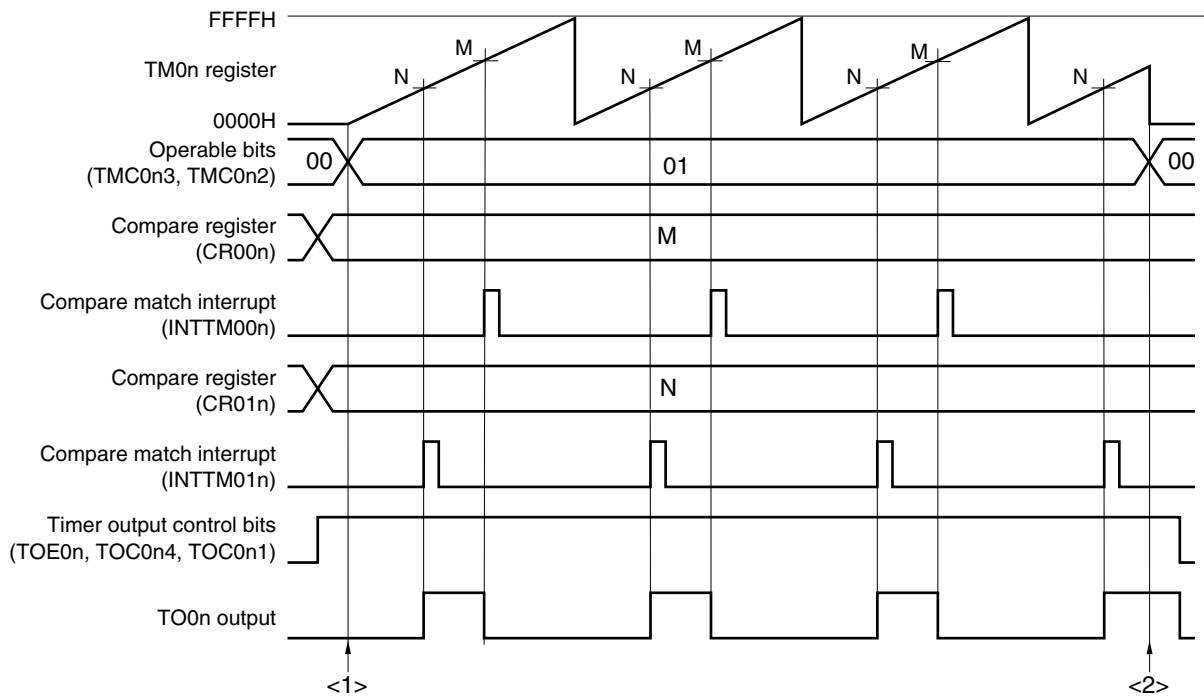 FFFFH
TM0n register
0000H
M
N
M
N
M
N
N
Operable bits
(TMC0n3, TMC0n2)
00
01
00
Compare register
(CR00n)
M
Compare match interrupt
(INTTM00n)
Compare register
(CR01n)
N
Compare match interrupt
(INTTM01n)
Timer output control bits
(TOE0n, TOC0n4, TOC0n1)
TO0n output
<1>
<2>